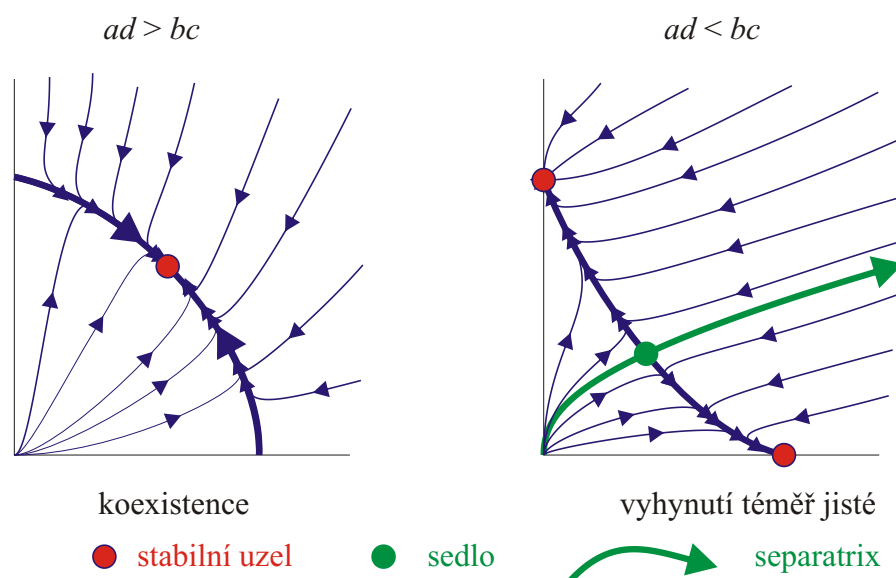 ad > bc
ad < bc
koexistence
vyhynutí téměř jisté
stabilní uzel
sedlo
separatrix